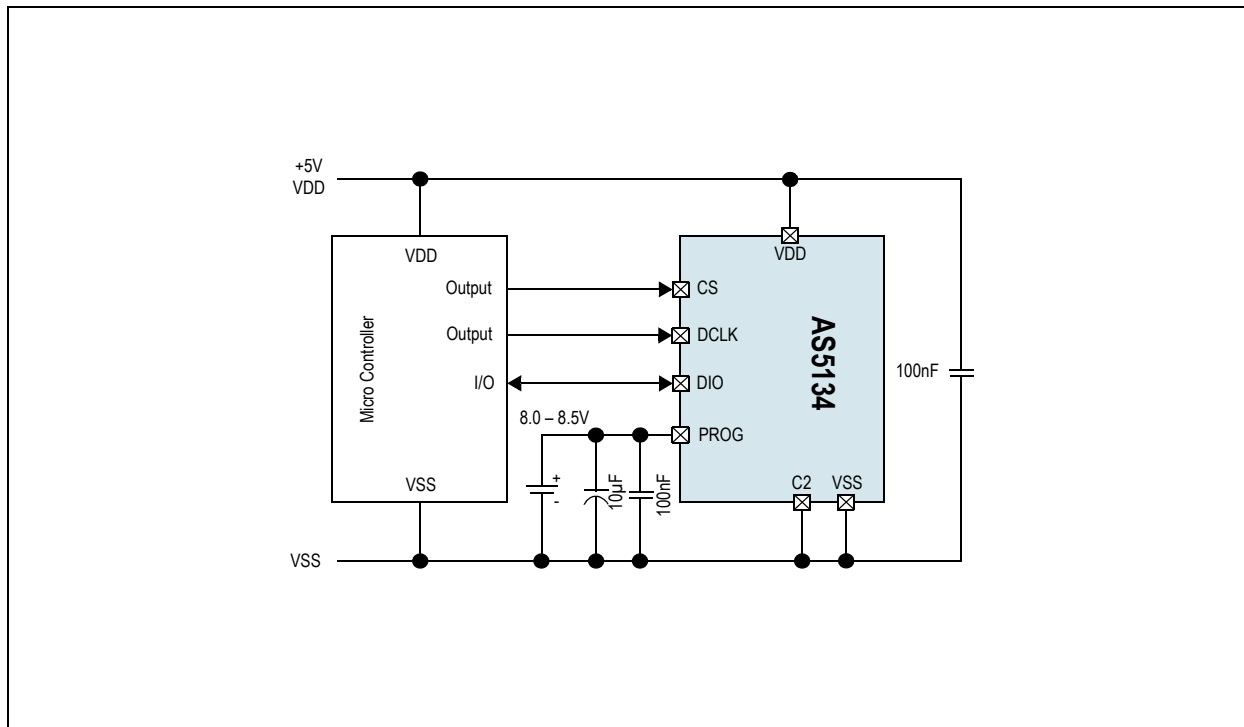 +5V
VDD
VDD
Output
Output
I/O
Micro Controller
VSS
VDD
CS
DCLK
DIO
PROG
AS5134
C2 VSS
100nF
8.0 – 8.5V
+
-
10µF
100nF
VSS